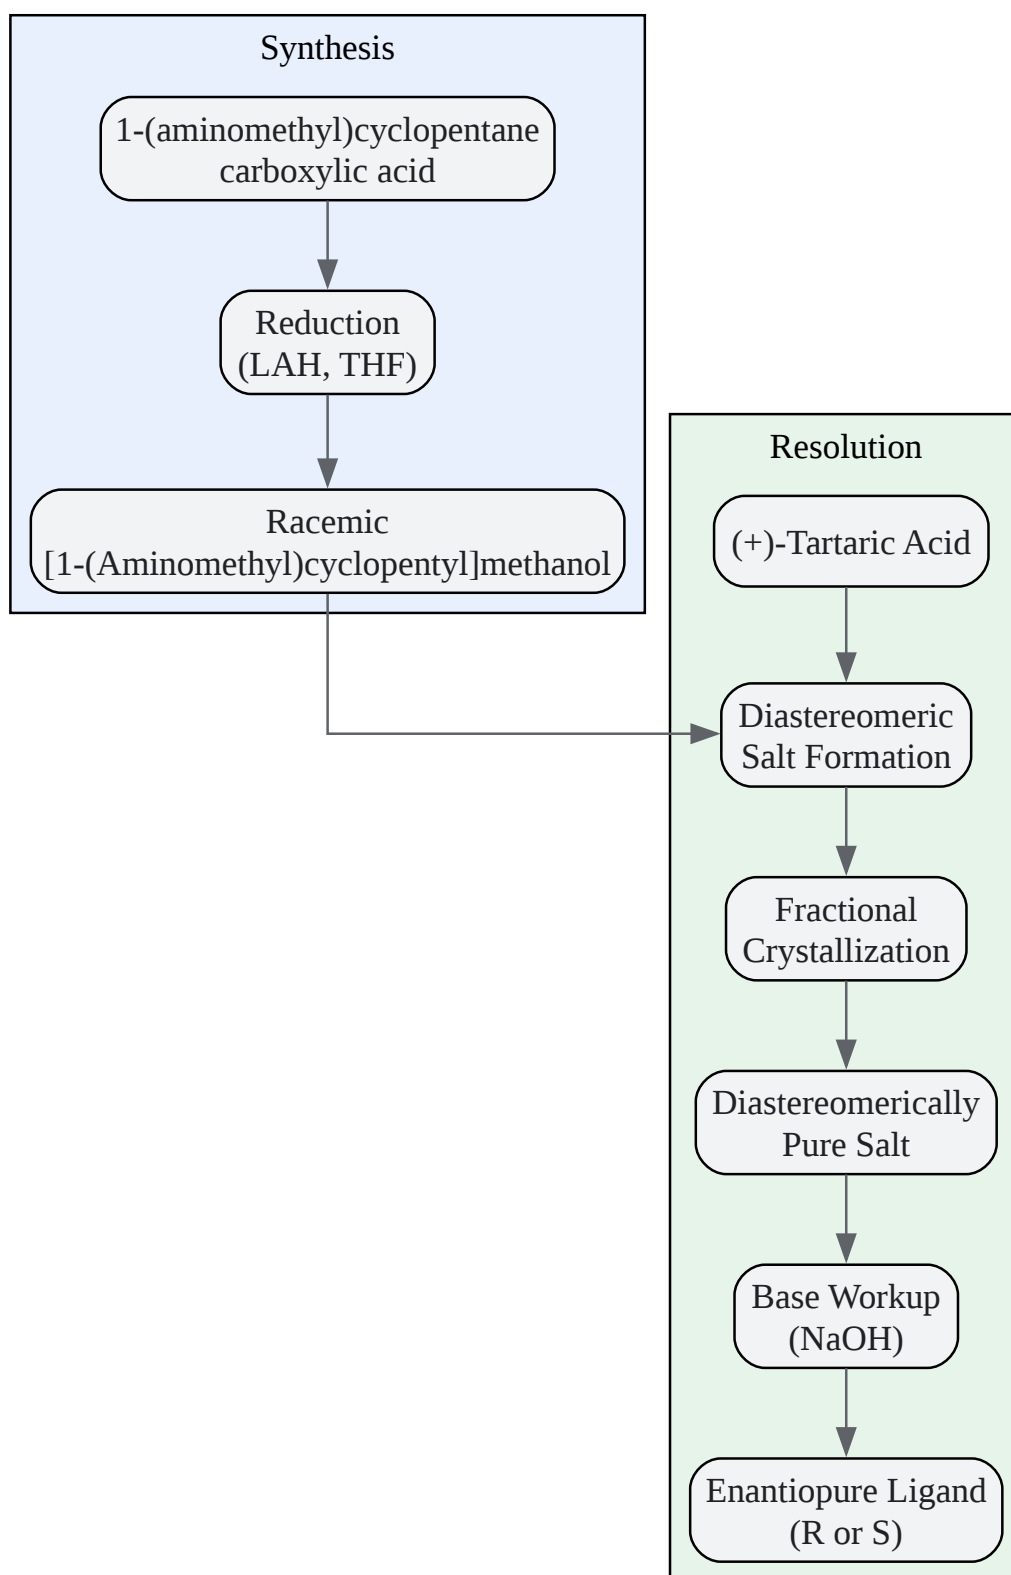 Synthesis
1-(aminomethyl)cyclopentane
carboxylic acid
Reduction
(LAH, THF)
Racemic
[1-(Aminomethyl)cyclopentyl]methanol
Resolution
(+)-Tartaric Acid
Diastereomeric
Salt Formation
Fractional
Crystallization
Diastereomerically
Pure Salt
Base Workup
(NaOH)
Enantiopure Ligand
(R or S)